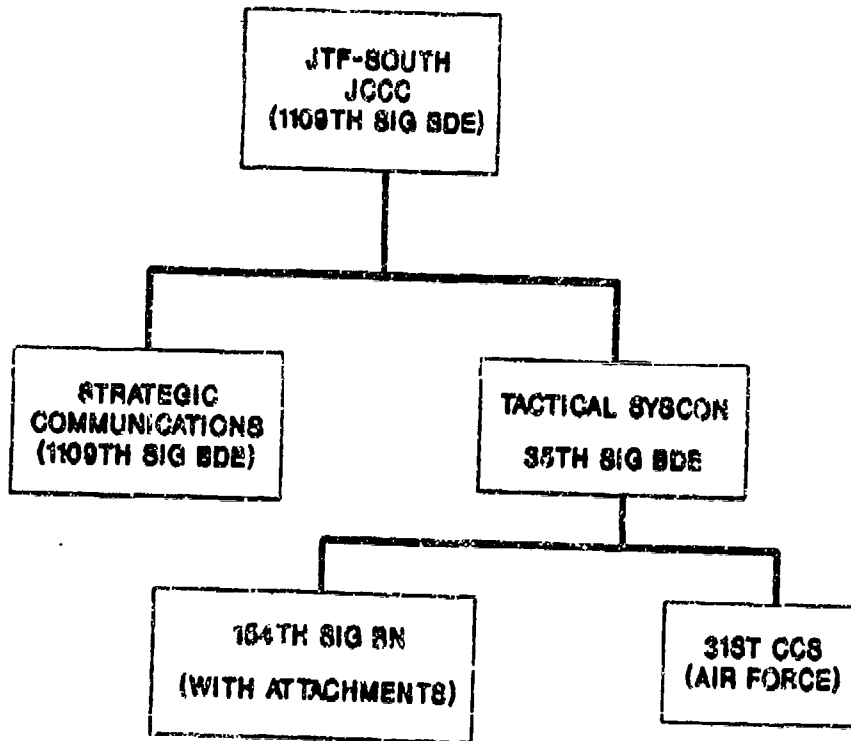 JTF-SOUTH
JCCC
(1109TH SIG BDE)
STRATEGIC
COMMUNICATIONS
(1109TH SIG BDE)
TACTICAL SYSCON
35TH SIG BDE
154TH SIG BN
(WITH ATTACHMENTS)
31ST CCS
(AIR FORCE)